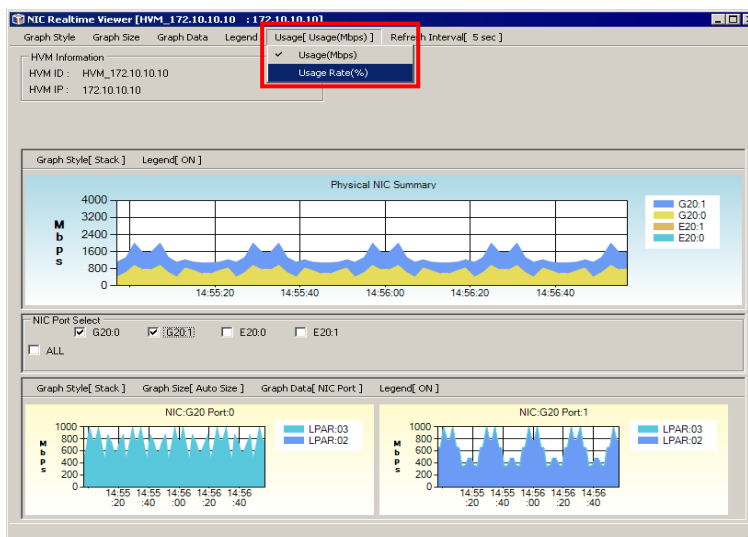 NIC Realtime Viewer [HVM_172.10.10.10 : 172.10.10.10]
Graph Style Graph Size Graph Data Legend Usage[ Usage(Mbps) ] Refresh Interval[ 5 sec ]
Usage(Mbps)
Usage Rate(%)
HVM Information
HVM ID : HVM_172.10.10.10
HVM IP : 172.10.10.10
Graph Style[ Stack ] Legend[ ON ]
Physical NIC Summary
Mbps
4000
3200
2400
1600
800
0
14:55:20 14:55:40 14:56:00 14:56:20 14:56:40
G20:1
G20:0
E20:1
E20:0
NIC Port Select
G20:0 G20:1 E20:0 E20:1
ALL
Graph Style[ Stack ] Graph Size[ Auto Size ] Graph Data[ NIC Port ] Legend[ ON ]
NIC:G20 Port:0
Mbps
1000
800
600
400
200
0
14:55:20 14:55:40 14:56:00 14:56:20 14:56:40
LPAR:03
LPAR:02
NIC:G20 Port:1
Mbps
1000
800
600
400
200
0
14:55:20 14:55:40 14:56:00 14:56:20 14:56:40
LPAR:03
LPAR:02